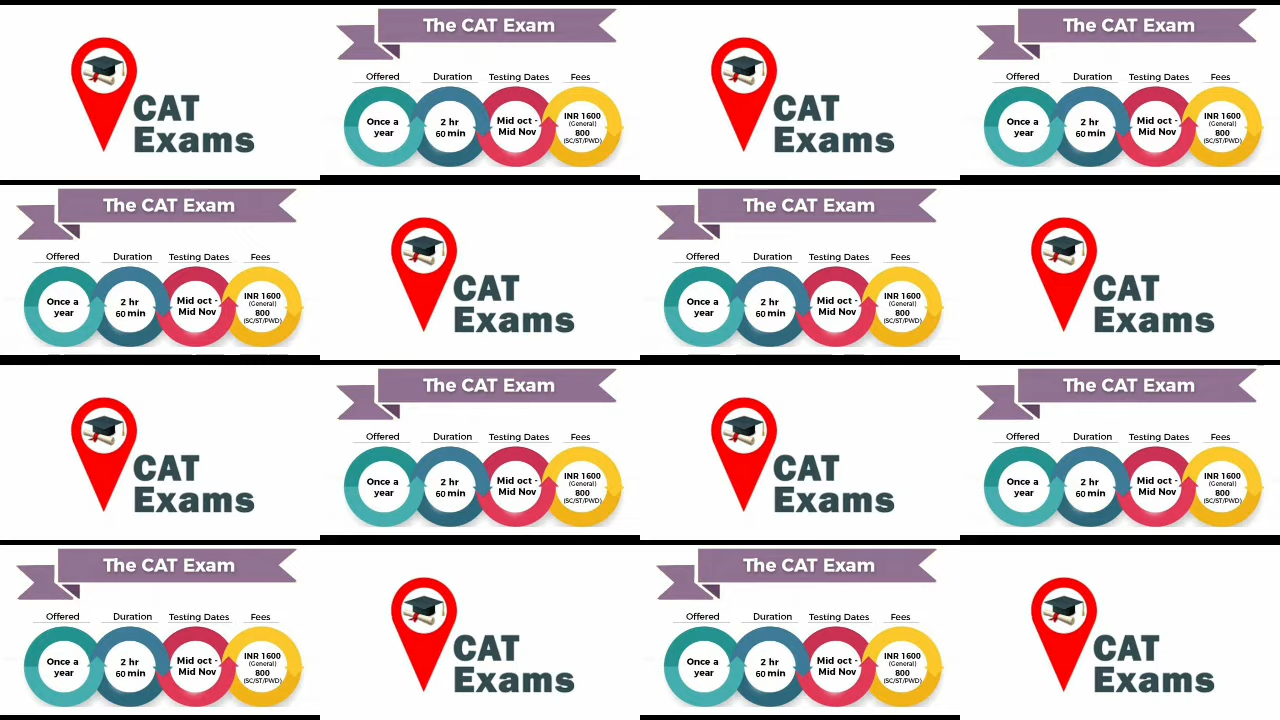 CAT
Exams
The CAT Exam
Offered Duration Testing Dates Fees
Once a
year
2 hr
60 min
Mid oct -
Mid Nov
INR 1600
(General)
800
(SC/ST/PWD)
CAT
Exams
The CAT Exam
Offered Duration Testing Dates Fees
Once a
year
2 hr
60 min
Mid oct -
Mid Nov
INR 1600
(General)
800
(SC/ST/PWD)
The CAT Exam
Offered Duration Testing Dates Fees
Once a
year
2 hr
60 min
Mid oct -
Mid Nov
INR 1600
(General)
800
(SC/ST/PWD)
CAT
Exams
The CAT Exam
Offered Duration Testing Dates Fees
Once a
year
2 hr
60 min
Mid oct -
Mid Nov
INR 1600
(General)
800
(SC/ST/PWD)
CAT
Exams
CAT
Exams
The CAT Exam
Offered Duration Testing Dates Fees
Once a
year
2 hr
60 min
Mid oct -
Mid Nov
INR 1600
(General)
800
(SC/ST/PWD)
CAT
Exams
The CAT Exam
Offered Duration Testing Dates Fees
Once a
year
2 hr
60 min
Mid oct -
Mid Nov
INR 1600
(General)
800
(SC/ST/PWD)
The CAT Exam
Offered Duration Testing Dates Fees
Once a
year
2 hr
60 min
Mid oct -
Mid Nov
INR 1600
(General)
800
(SC/ST/PWD)
CAT
Exams
The CAT Exam
Offered Duration Testing Dates Fees
Once a
year
2 hr
60 min
Mid oct -
Mid Nov
INR 1600
(General)
800
(SC/ST/PWD)
CAT
Exams